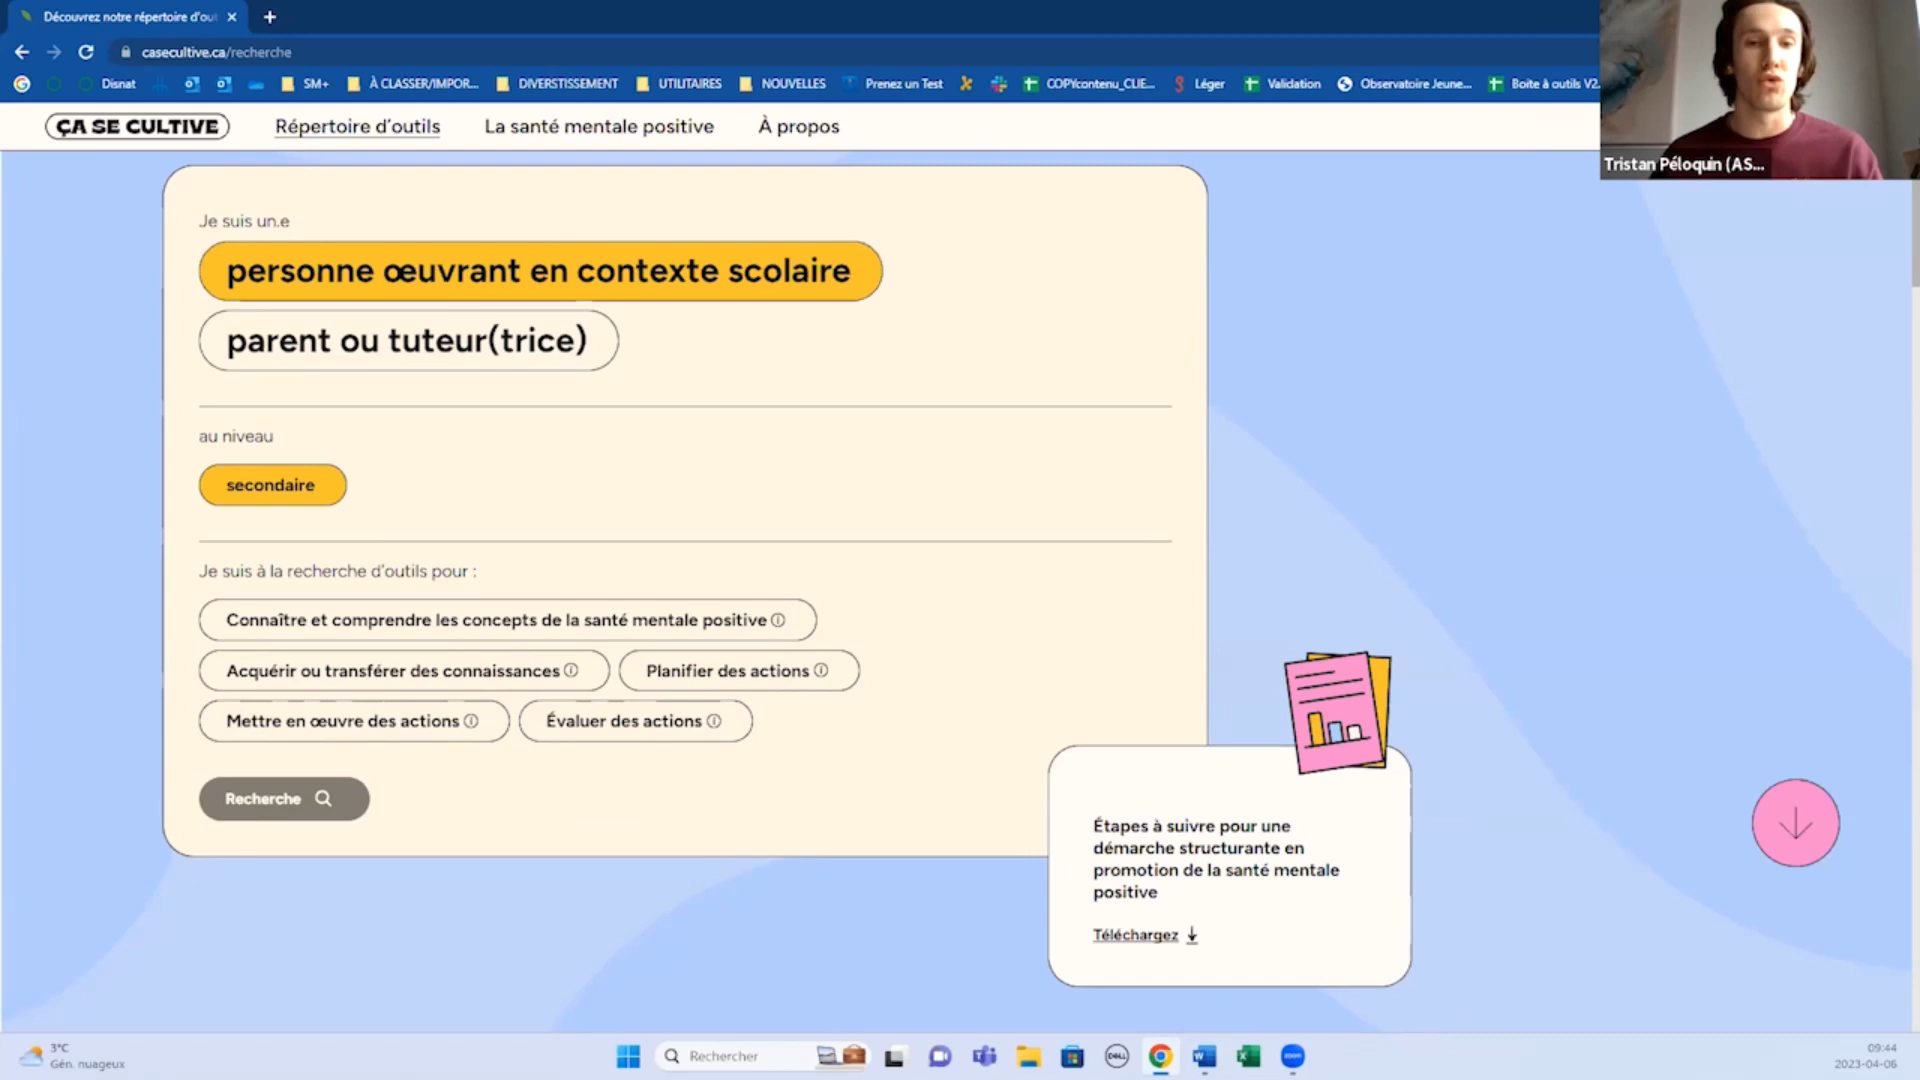 Découvrez notre répertoire d'out
casecultive.ca/recherche
Disnat
SM+
À CLASSER/IMPOR...
DIVERSTISSEMENT
UTILITAIRES
NOUVELLES
Prenez un Test
COPYcontenu_CLIE...
Léger
Validation
Observatoire Jeune...
Boite à outils V2.
ÇA SE CULTIVE
Répertoire d'outils
La santé mentale positive
À propos
Tristan Péloquin (AS...
Je suis un.e
personne œuvrant en contexte scolaire
parent ou tuteur(trice)
au niveau
secondaire
Je suis à la recherche d'outils pour :
Connaître et comprendre les concepts de la santé mentale positive
Acquérir ou transférer des connaissances
Planifier des actions
Mettre en œuvre des actions
Évaluer des actions
Recherche
Étapes à suivre pour une
démarche structurante en
promotion de la santé mentale
positive
Téléchargez
3°C
Gén. nuageux
Rechercher
DELL
zoom
09:44
2023-04-06